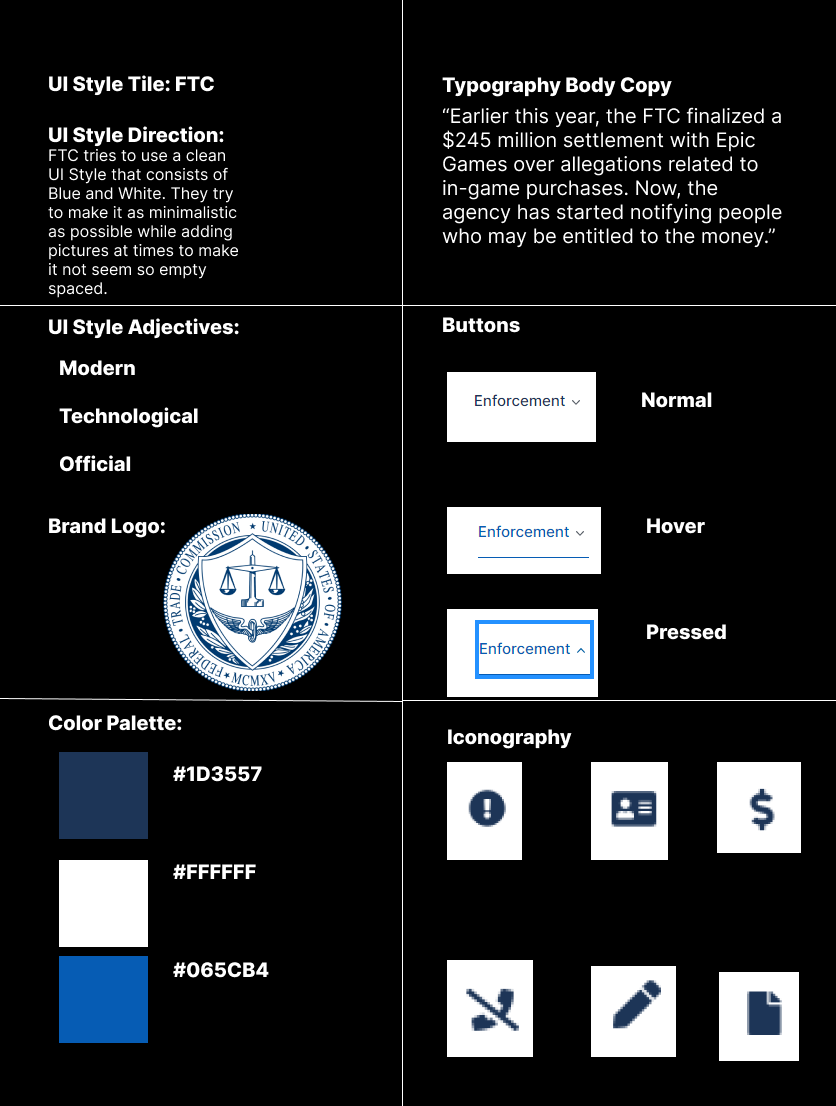 UI Style Tile: FTC
UI Style Direction:
FTC tries to use a clean
UI Style that consists of
Blue and White. They try
to make it as minimalistic
as possible while adding
pictures at times to make
it not seem so empty
spaced.
Typography Body Copy
“Earlier this year, the FTC finalized a
$245 million settlement with Epic
Games over allegations related to
in-game purchases. Now, the
agency has started notifying people
who may be entitled to the money.”
UI Style Adjectives:
Modern
Technological
Official
Brand Logo:
FEDERAL • TRADE • COMMISSION ★ UNITED • STATES • OF • AMERICA ★ MCMXV ★
Buttons
Enforcement
Normal
Enforcement
Hover
Enforcement
Pressed
Color Palette:
#1D3557
#FFFFFF
#065CB4
Iconography